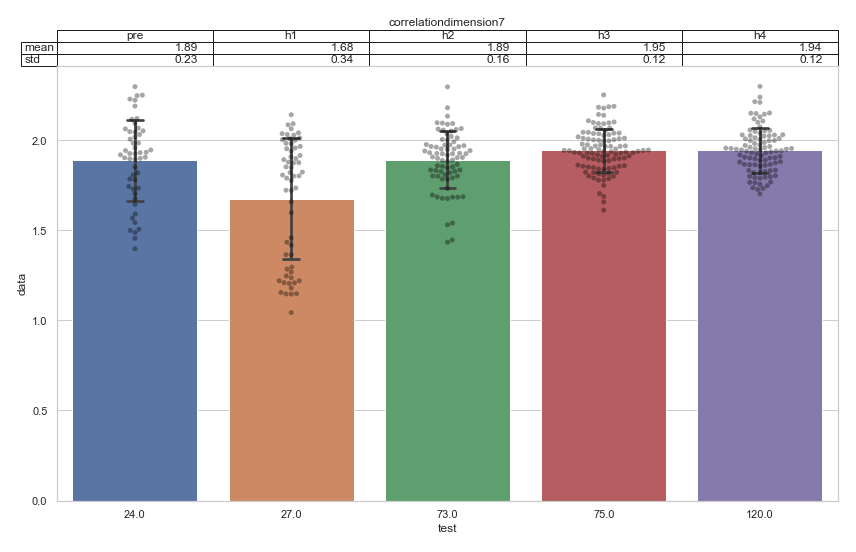 correlationdimension7
pre h1 h2 h3 h4
mean 1.89 1.68 1.89 1.95 1.94
std 0.23 0.34 0.16 0.12 0.12
2.0
1.5
1.0
0.5
0.0
data
24.0 27.0 73.0 75.0 120.0
test